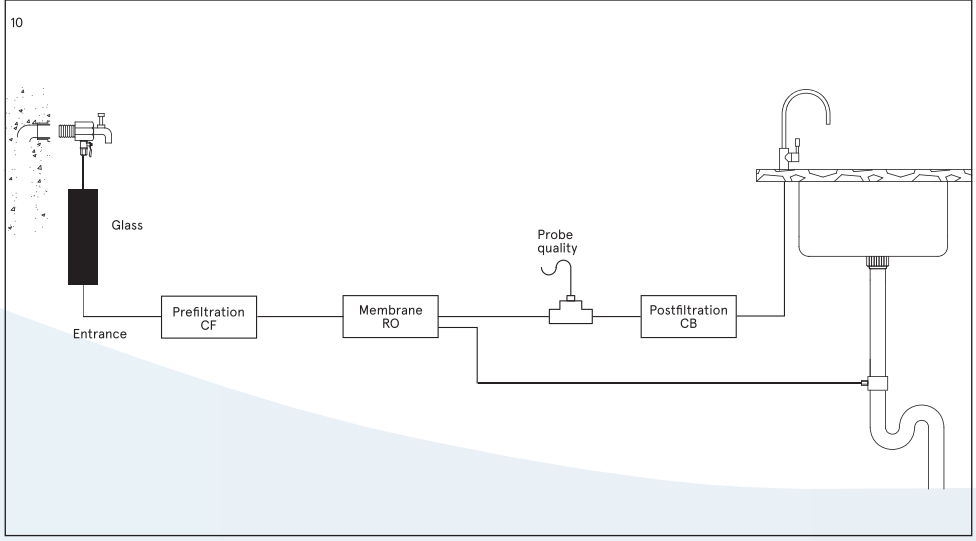 10
Glass
Probe
quality
Prefiltration
CF
Membrane
RO
Postfiltration
CB
Entrance